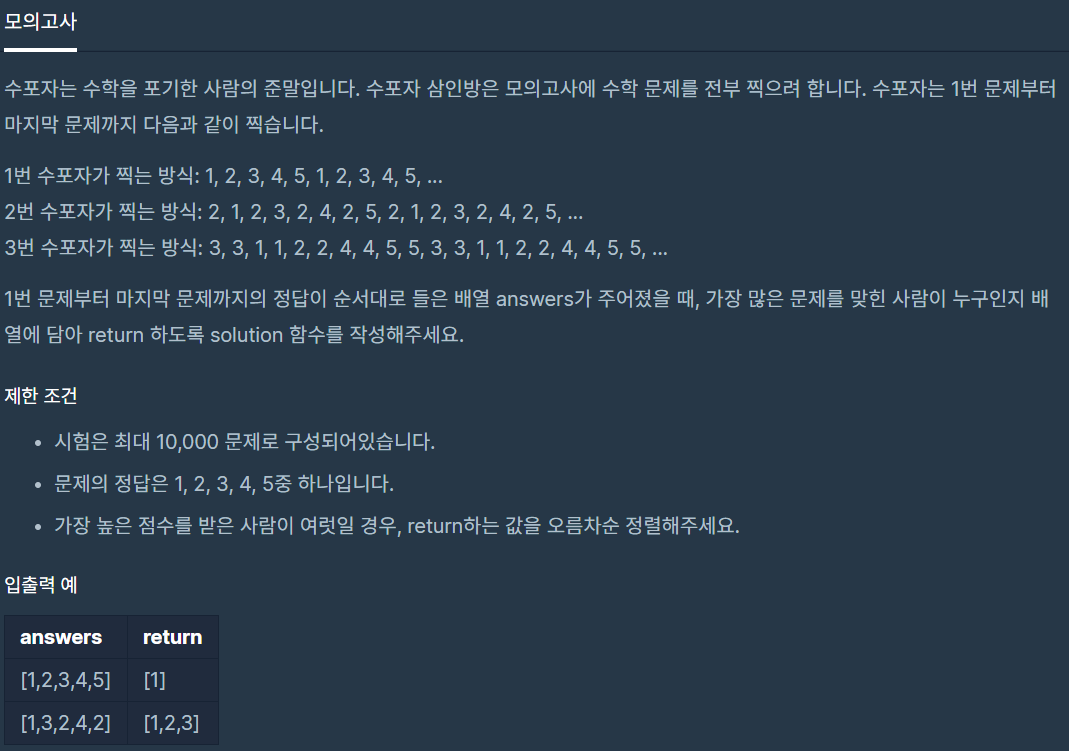 모의고사
수포자는 수학을 포기한 사람의 준말입니다. 수포자 삼인방은 모의고사에 수학 문제를 전부 찍으려 합니다. 수포자는 1번 문제부터
마지막 문제까지 다음과 같이 찍습니다.
1번 수포자가 찍는 방식: 1, 2, 3, 4, 5, 1, 2, 3, 4, 5, ...
2번 수포자가 찍는 방식: 2, 1, 2, 3, 2, 4, 2, 5, 2, 1, 2, 3, 2, 4, 2, 5, ...
3번 수포자가 찍는 방식: 3, 3, 1, 1, 2, 2, 4, 4, 5, 5, 3, 3, 1, 1, 2, 2, 4, 4, 5, 5, ...
1번 문제부터 마지막 문제까지의 정답이 순서대로 들은 배열 answers가 주어졌을 때, 가장 많은 문제를 맞힌 사람이 누구인지 배
열에 담아 return 하도록 solution 함수를 작성해주세요.
제한 조건
• 시험은 최대 10,000 문제로 구성되어있습니다.
• 문제의 정답은 1, 2, 3, 4, 5중 하나입니다.
• 가장 높은 점수를 받은 사람이 여럿일 경우, return하는 값을 오름차순 정렬해주세요.
입출력 예
answers return
[1,2,3,4,5] [1]
[1,3,2,4,2] [1,2,3]